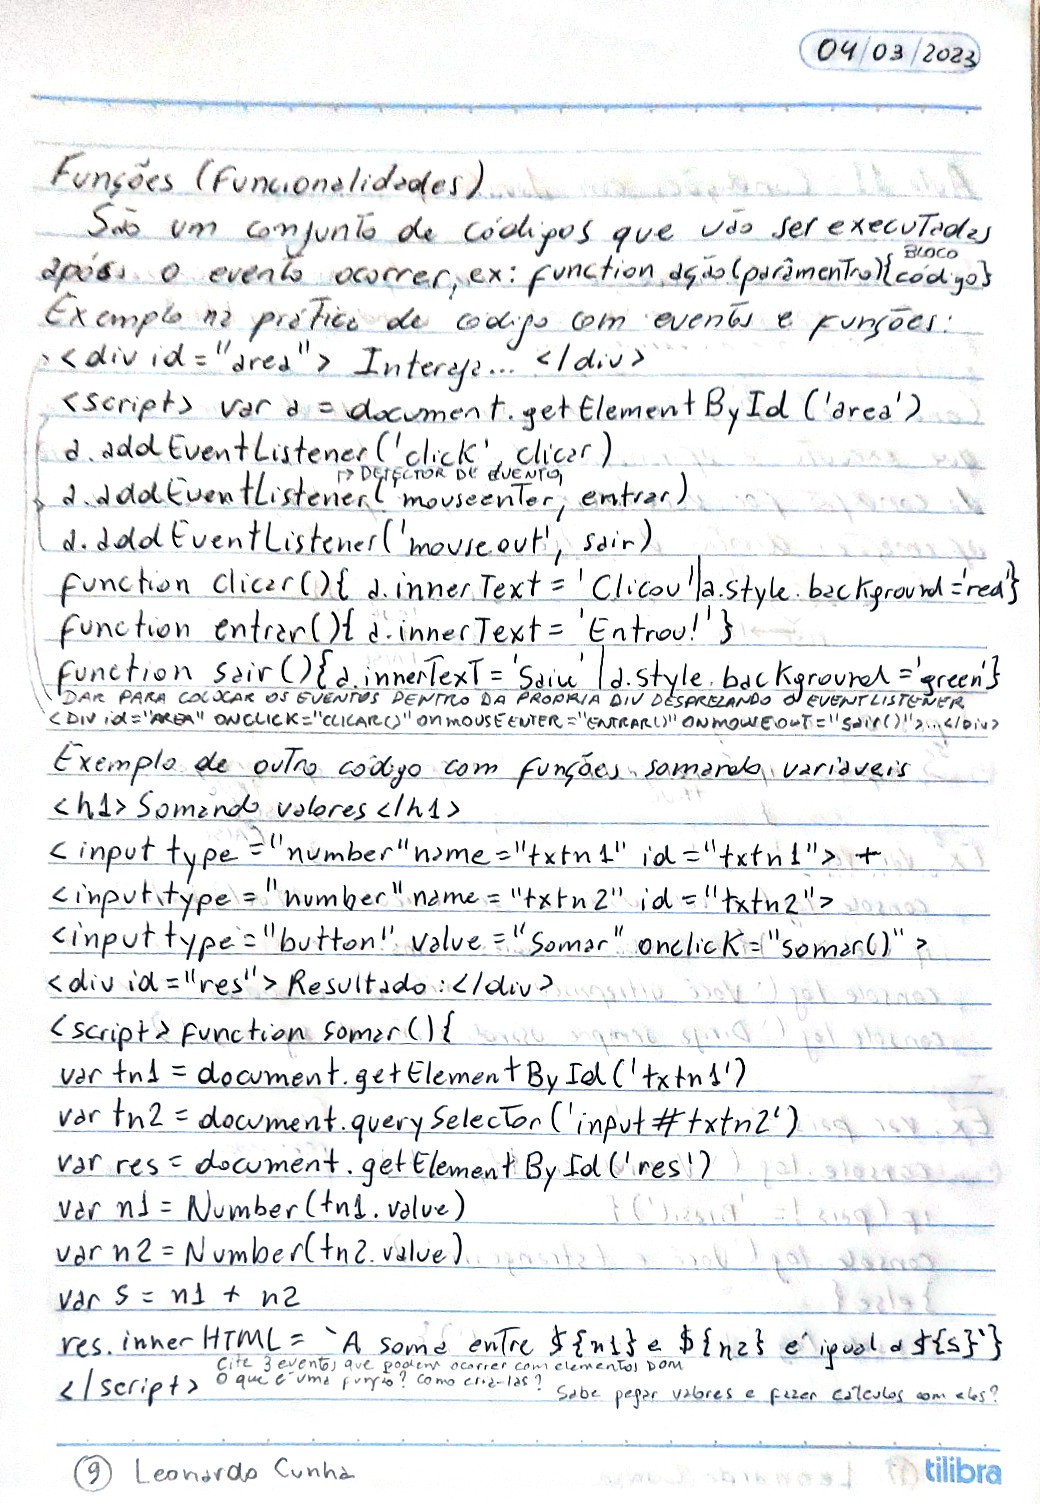 04/03/2023
Funções (Funcionalidades)
São um conjunto de códigos que vão ser executados
BLOCO
após o evento ocorrer, ex: function ação(parâmentro){código}
Exemplo na prática de código com evento e funções:
<div id="area"> Interaja... </div>
<script> var a = document.getElementById('area')
a.addEventListener('click', clicar)
↦ DETECTOR DE EVENTO
a.addEventListener('mouseenter, entrar)
a.addEventListener('mouseout', sair)
function clicar(){ a.innerText = 'Clicou'|a.style.background='red'}
function entrar(){ a.innerText = 'Entrou!'}
function sair(){a.innerText='Saiu' |a.style.background='green'}
DAR PARA COLOCAR OS EVENTOS DENTRO DA PROPRIA DIV DESPREZANDO O EVENTLISTENER
<DIV id="AREA" ONCLICK="CLICAR()" onmouseENTER="ENTRAR()" ONMOUSEOUT="Sair()">...</Div>
Exemplo de outro código com funções somando variaveis
<h1>Somando valores</h1>
<input type="number" name="txtn1" id="txtn1"> +
<input type="number" name="txtn2" id="txtn2">
<input type="button" value="Somar" onclick="somar()">
<div id="res"> Resultado:</div>
<script> function somar(){
var tn1 = document.getElementById('txtn1')
var tn2 = document.querySelector('input#txtn2')
var res = document.getElementById('res')
var n1 = Number(tn1.value)
var n2 = Number(tn2.value)
var s = n1 + n2
res.innerHTML = `A soma entre ${n1} e ${n2} e' igual a ${s}`}
Cite 3 eventos que podem ocorrer com elementos DOM
</script> O que é uma função? Como criá-las? Sabe pegar valores e fazer cálculos com eles?
9 Leonardo Cunha
tilibra